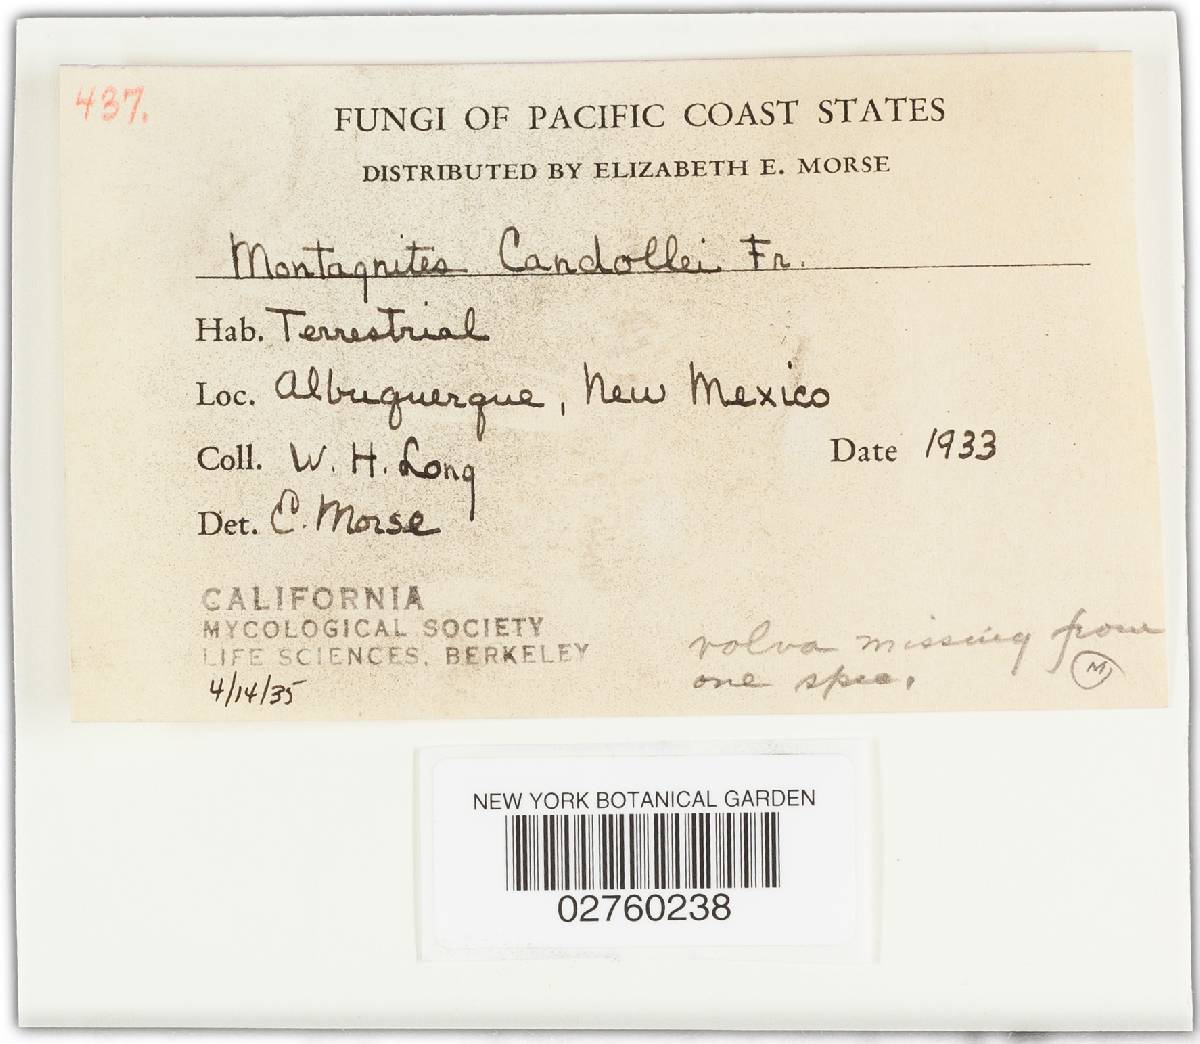 437.
FUNGI OF PACIFIC COAST STATES
DISTRIBUTED BY ELIZABETH E. MORSE
Montagnites Candollei Fr.
Hab. Terrestrial
Loc. Albuquerque, New Mexico
Coll. W. H. Long
Date 1933
Det. E. Morse
CALIFORNIA
MYCOLOGICAL SOCIETY
LIFE SCIENCES, BERKELEY
4/14/35
volva missing from
one spec.
M
NEW YORK BOTANICAL GARDEN
02760238